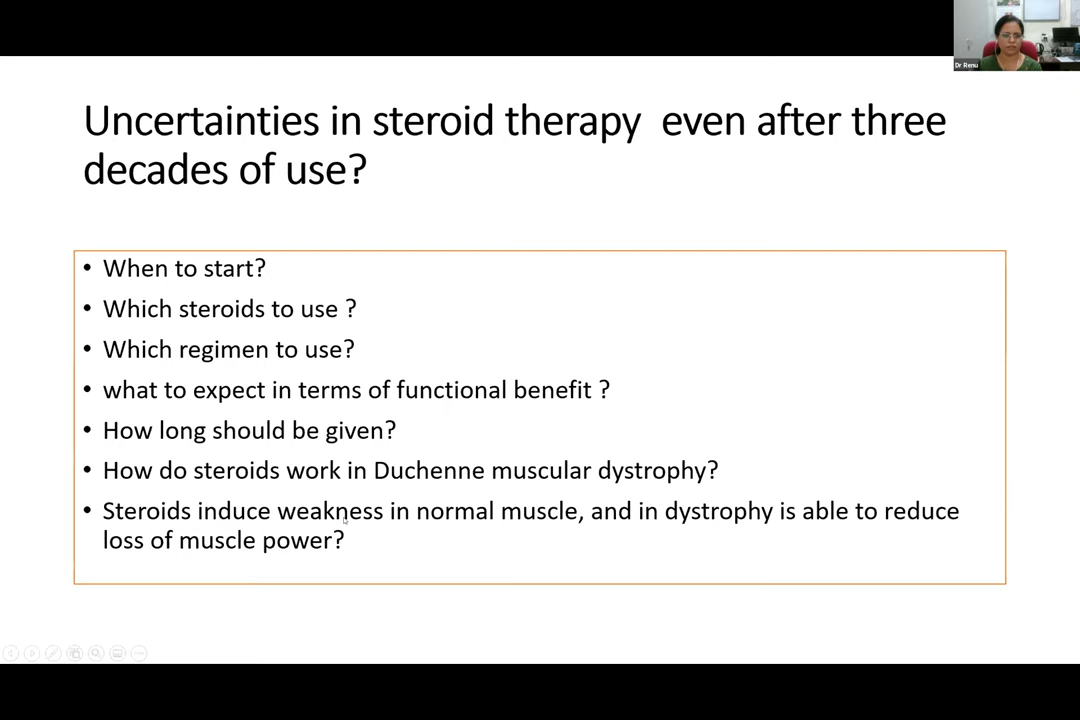 Dr Renu
Uncertainties in steroid therapy  even after three
decades of use?
• When to start?
• Which steroids to use ?
• Which regimen to use?
• what to expect in terms of functional benefit ?
• How long should be given?
• How do steroids work in Duchenne muscular dystrophy?
• Steroids induce weakness in normal muscle, and in dystrophy is able to reduce
loss of muscle power?